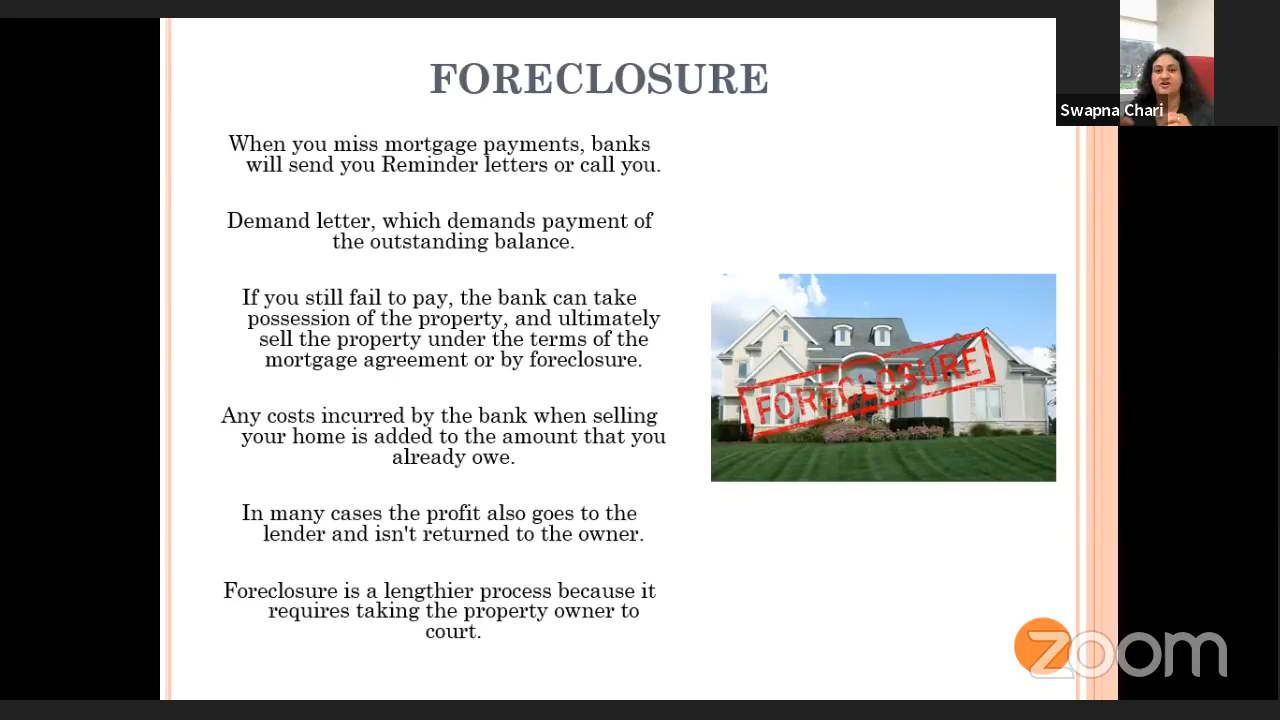 FORECLOSURE
Swapna Chari
When you miss mortgage payments, banks
will send you Reminder letters or call you.
Demand letter, which demands payment of
the outstanding balance.
If you still fail to pay, the bank can take
possession of the property, and ultimately
sell the property under the terms of the
mortgage agreement or by foreclosure.
Any costs incurred by the bank when selling
your home is added to the amount that you
already owe.
In many cases the profit also goes to the
lender and isn't returned to the owner.
Foreclosure is a lengthier process because it
requires taking the property owner to
court.
FORECLOSURE
zoom